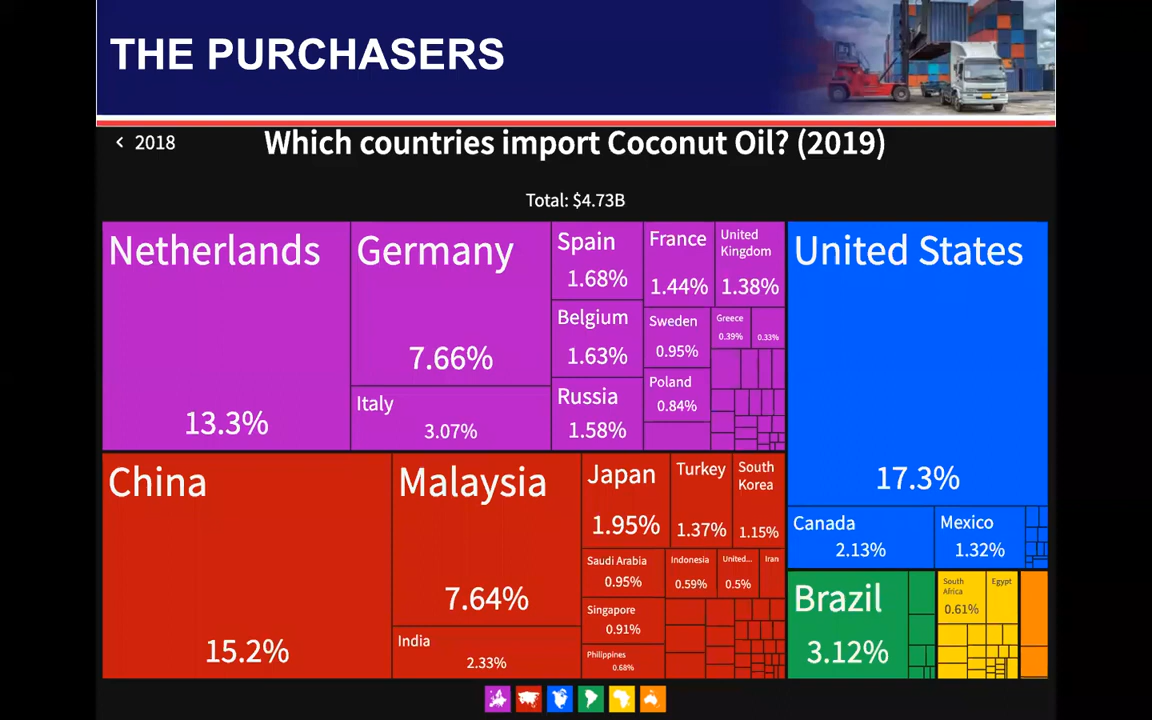 THE PURCHASERS
< 2018
Which countries import Coconut Oil? (2019)
Total: $4.73B
Netherlands
13.3%
Germany
7.66%
Italy
3.07%
Spain
1.68%
Belgium
1.63%
Russia
1.58%
France
1.44%
United
Kingdom
1.38%
Sweden
0.95%
Poland
0.84%
Greece
0.39%
0.33%
China
15.2%
Malaysia
7.64%
India
2.33%
Japan
1.95%
Turkey
1.37%
South
Korea
1.15%
Saudi Arabia
0.95%
Singapore
0.91%
Philippines
0.68%
Indonesia
0.59%
United...
0.5%
Iran
United States
17.3%
Canada
2.13%
Mexico
1.32%
Brazil
3.12%
South
Africa
0.61%
Egypt